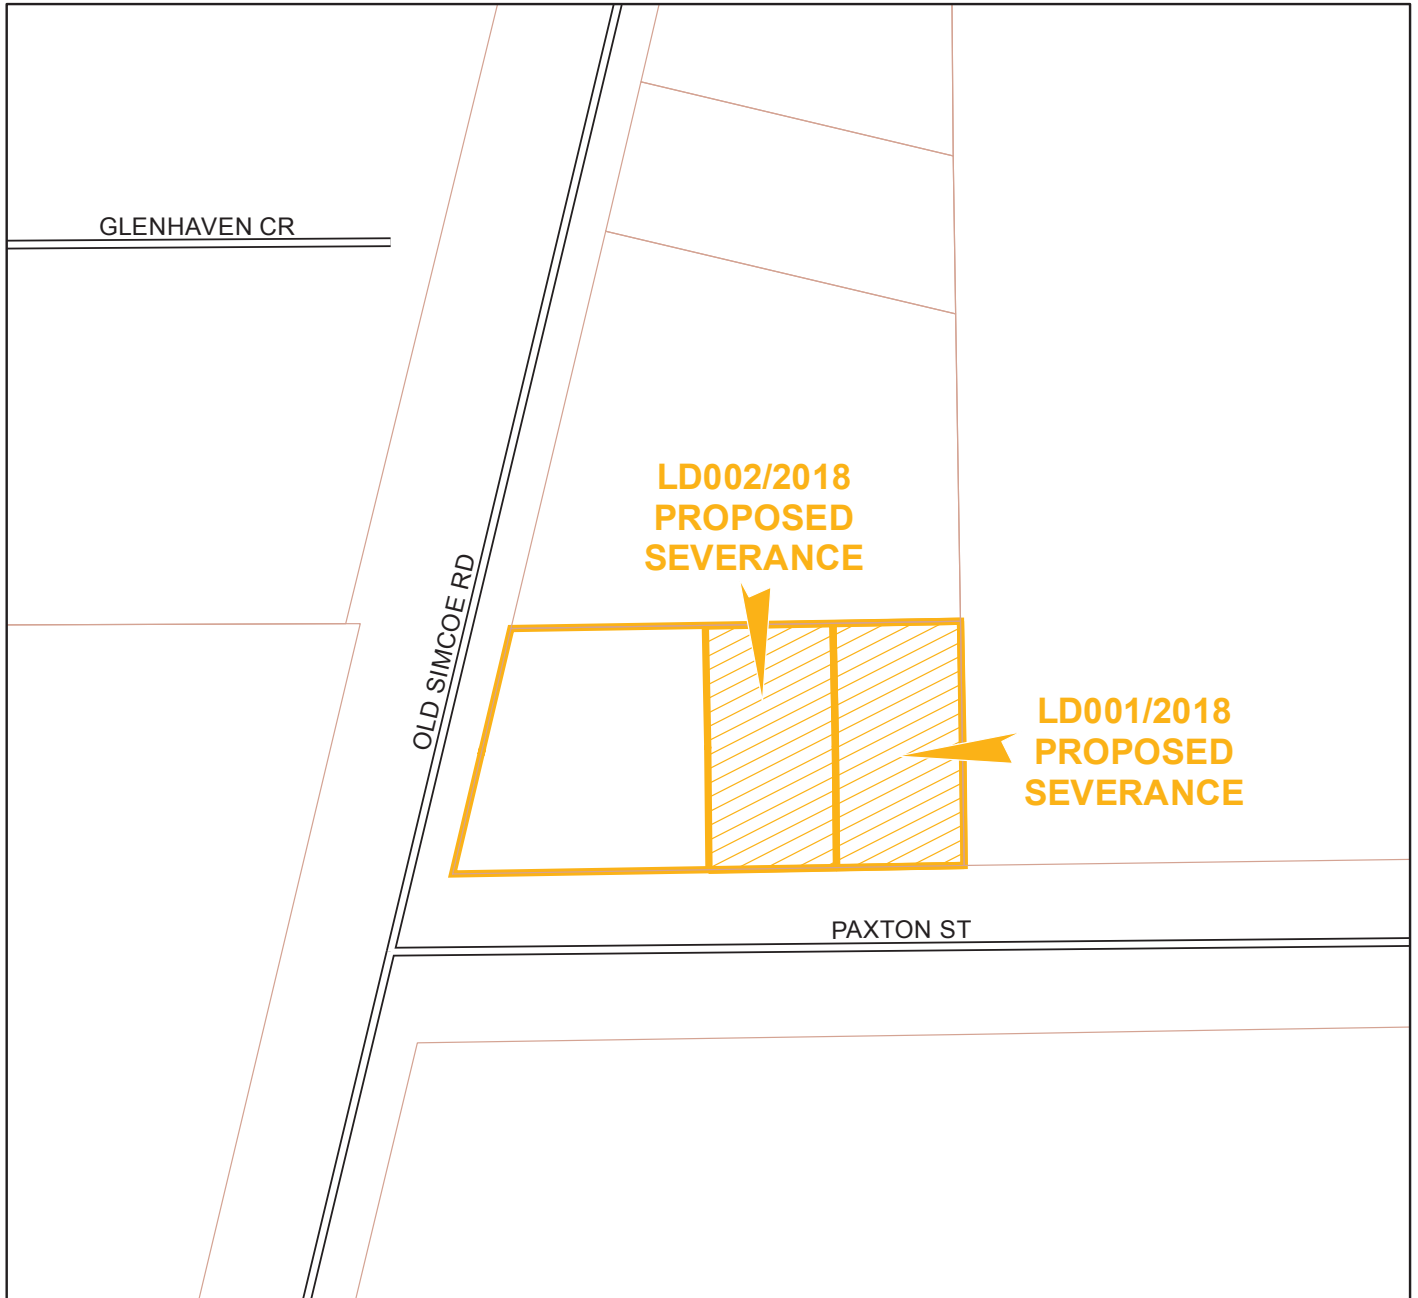 GLENHAVEN CR
LD002/2018
PROPOSED
SEVERANCE
OLD SIMCOE RD
LD001/2018
PROPOSED
SEVERANCE
PAXTON ST